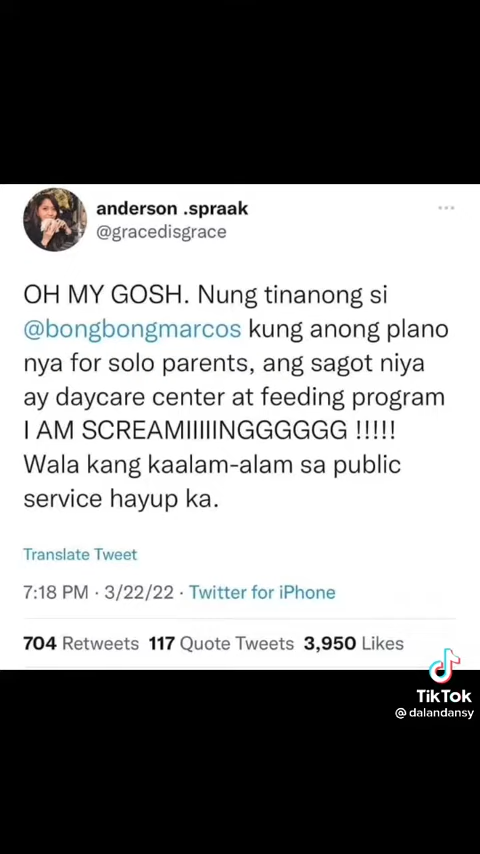 anderson .spraak
@gracedisgrace
OH MY GOSH. Nung tinanong si
@bongbongmarcos kung anong plano
nya for solo parents, ang sagot niya
ay daycare center at feeding program
I AM SCREAMIIIIINGGGGGG !!!!!
Wala kang kaalam-alam sa public
service hayup ka.
Translate Tweet
7:18 PM · 3/22/22 · Twitter for iPhone
704 Retweets 117 Quote Tweets 3,950 Likes
TikTok
@dalandansy